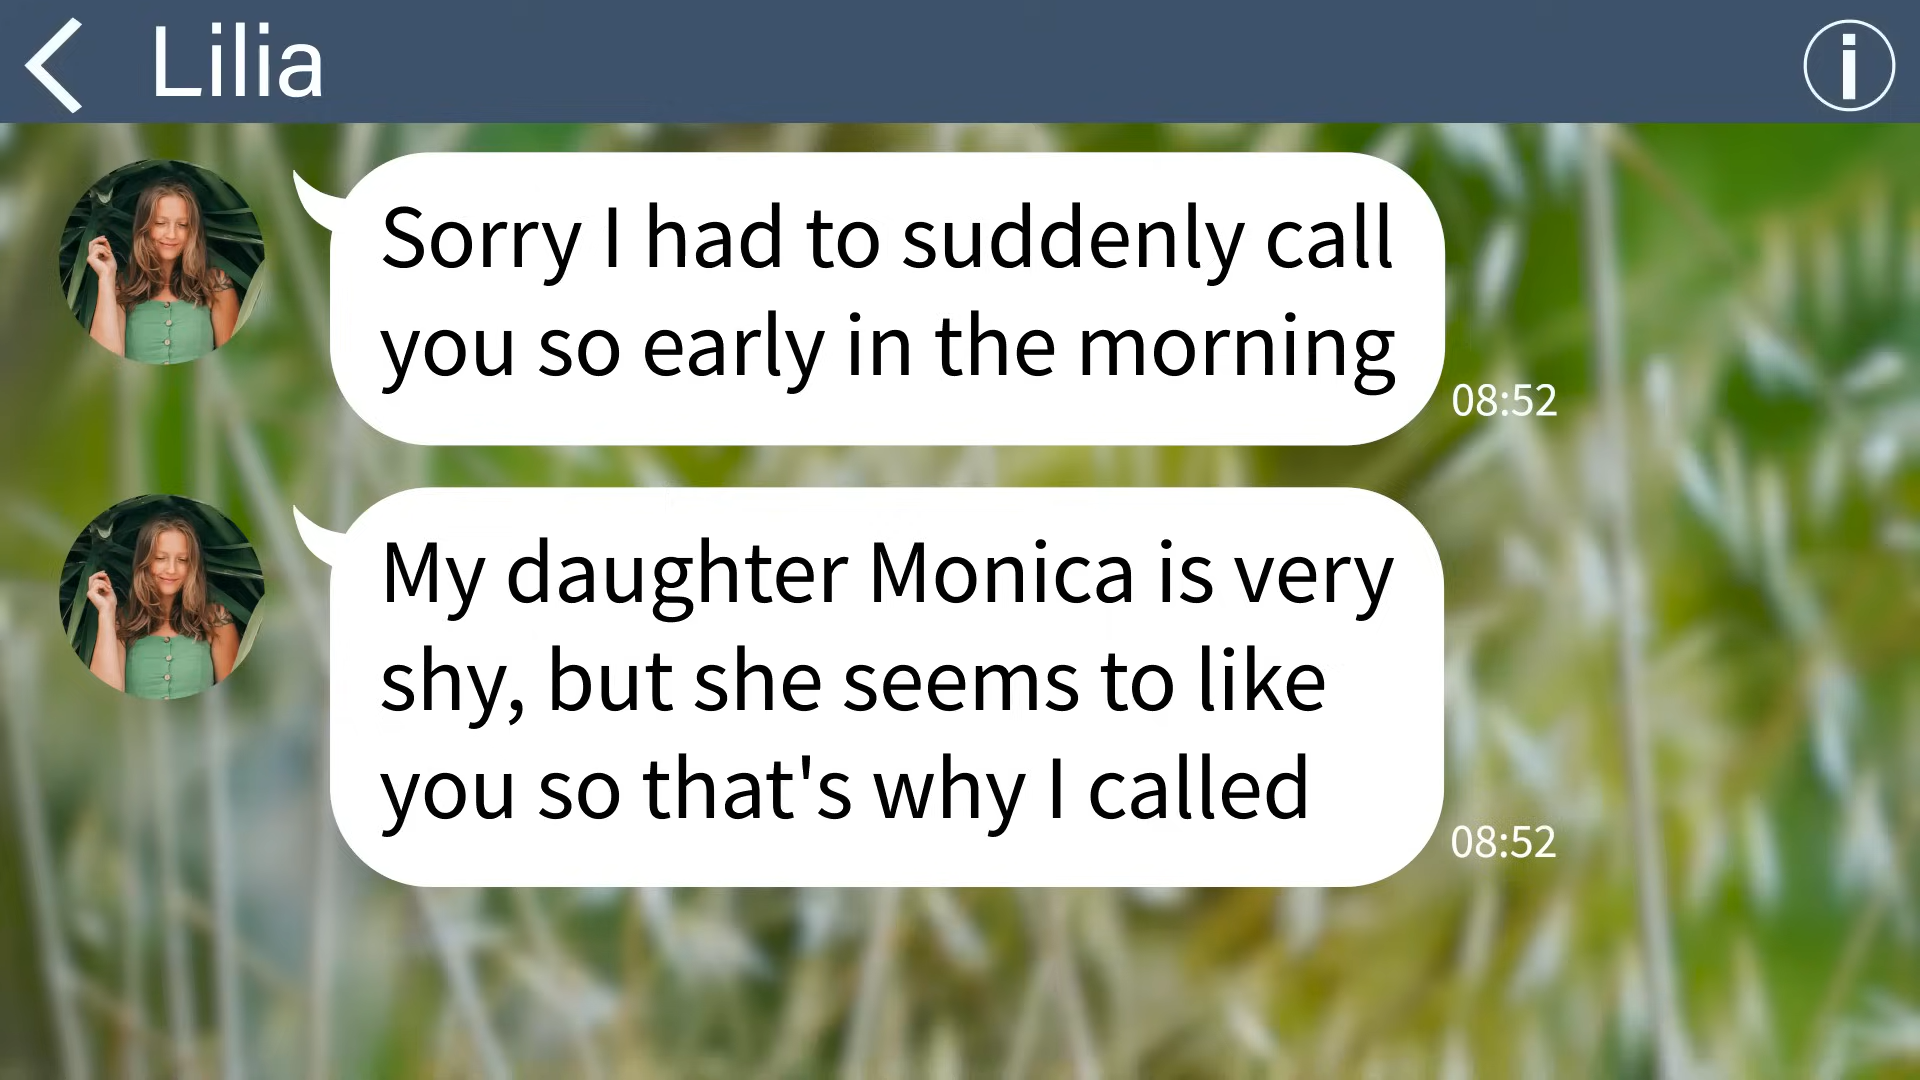 Lilia
Sorry I had to suddenly call
you so early in the morning
08:52
My daughter Monica is very
shy, but she seems to like
you so that's why I called
08:52